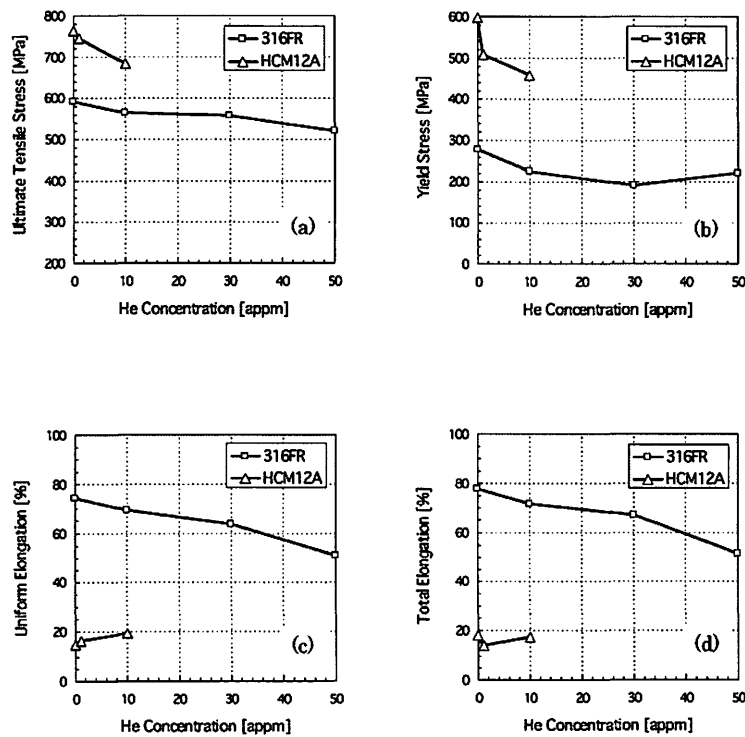 Ultimate Tensile Stress [MPa]
800
700
600
500
400
300
200
316FR
HCM12A
(a)
0 10 20 30 40 50
He Concentration [appm]
Yield Stress [MPa]
600
500
400
300
200
100
0
316FR
HCM12A
(b)
0 10 20 30 40 50
He Concentration [appm]
Uniform Elongation [%]
100
80
60
40
20
0
316FR
HCM12A
(c)
0 10 20 30 40 50
He Concentration [appm]
Total Elongation [%]
100
80
60
40
20
0
316FR
HCM12A
(d)
0 10 20 30 40 50
He Concentration [appm]